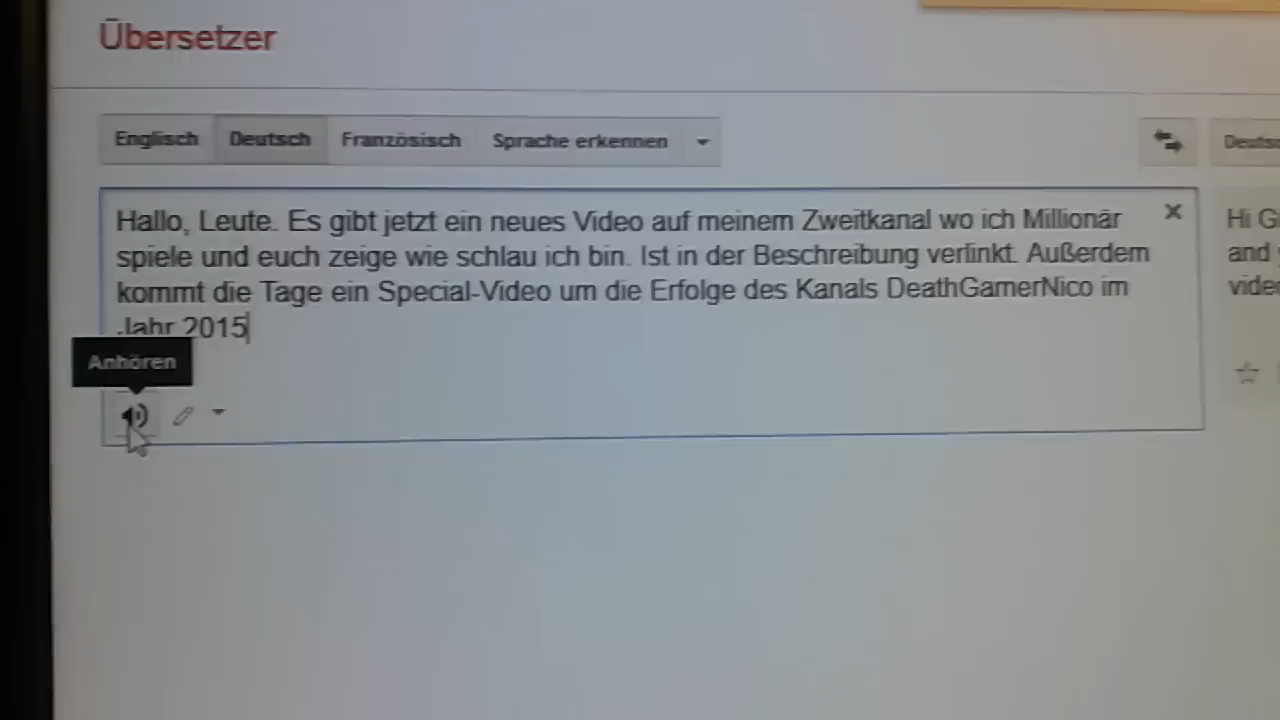 Übersetzer
Englisch Deutsch Französisch Sprache erkennen
Hallo, Leute. Es gibt jetzt ein neues Video auf meinem Zweitkanal wo ich Millionär
spiele und euch zeige wie schlau ich bin. Ist in der Beschreibung verlinkt. Außerdem
kommt die Tage ein Special-Video um die Erfolge des Kanals DeathGamerNico im
Jahr 2015
Anhören
Hi
and